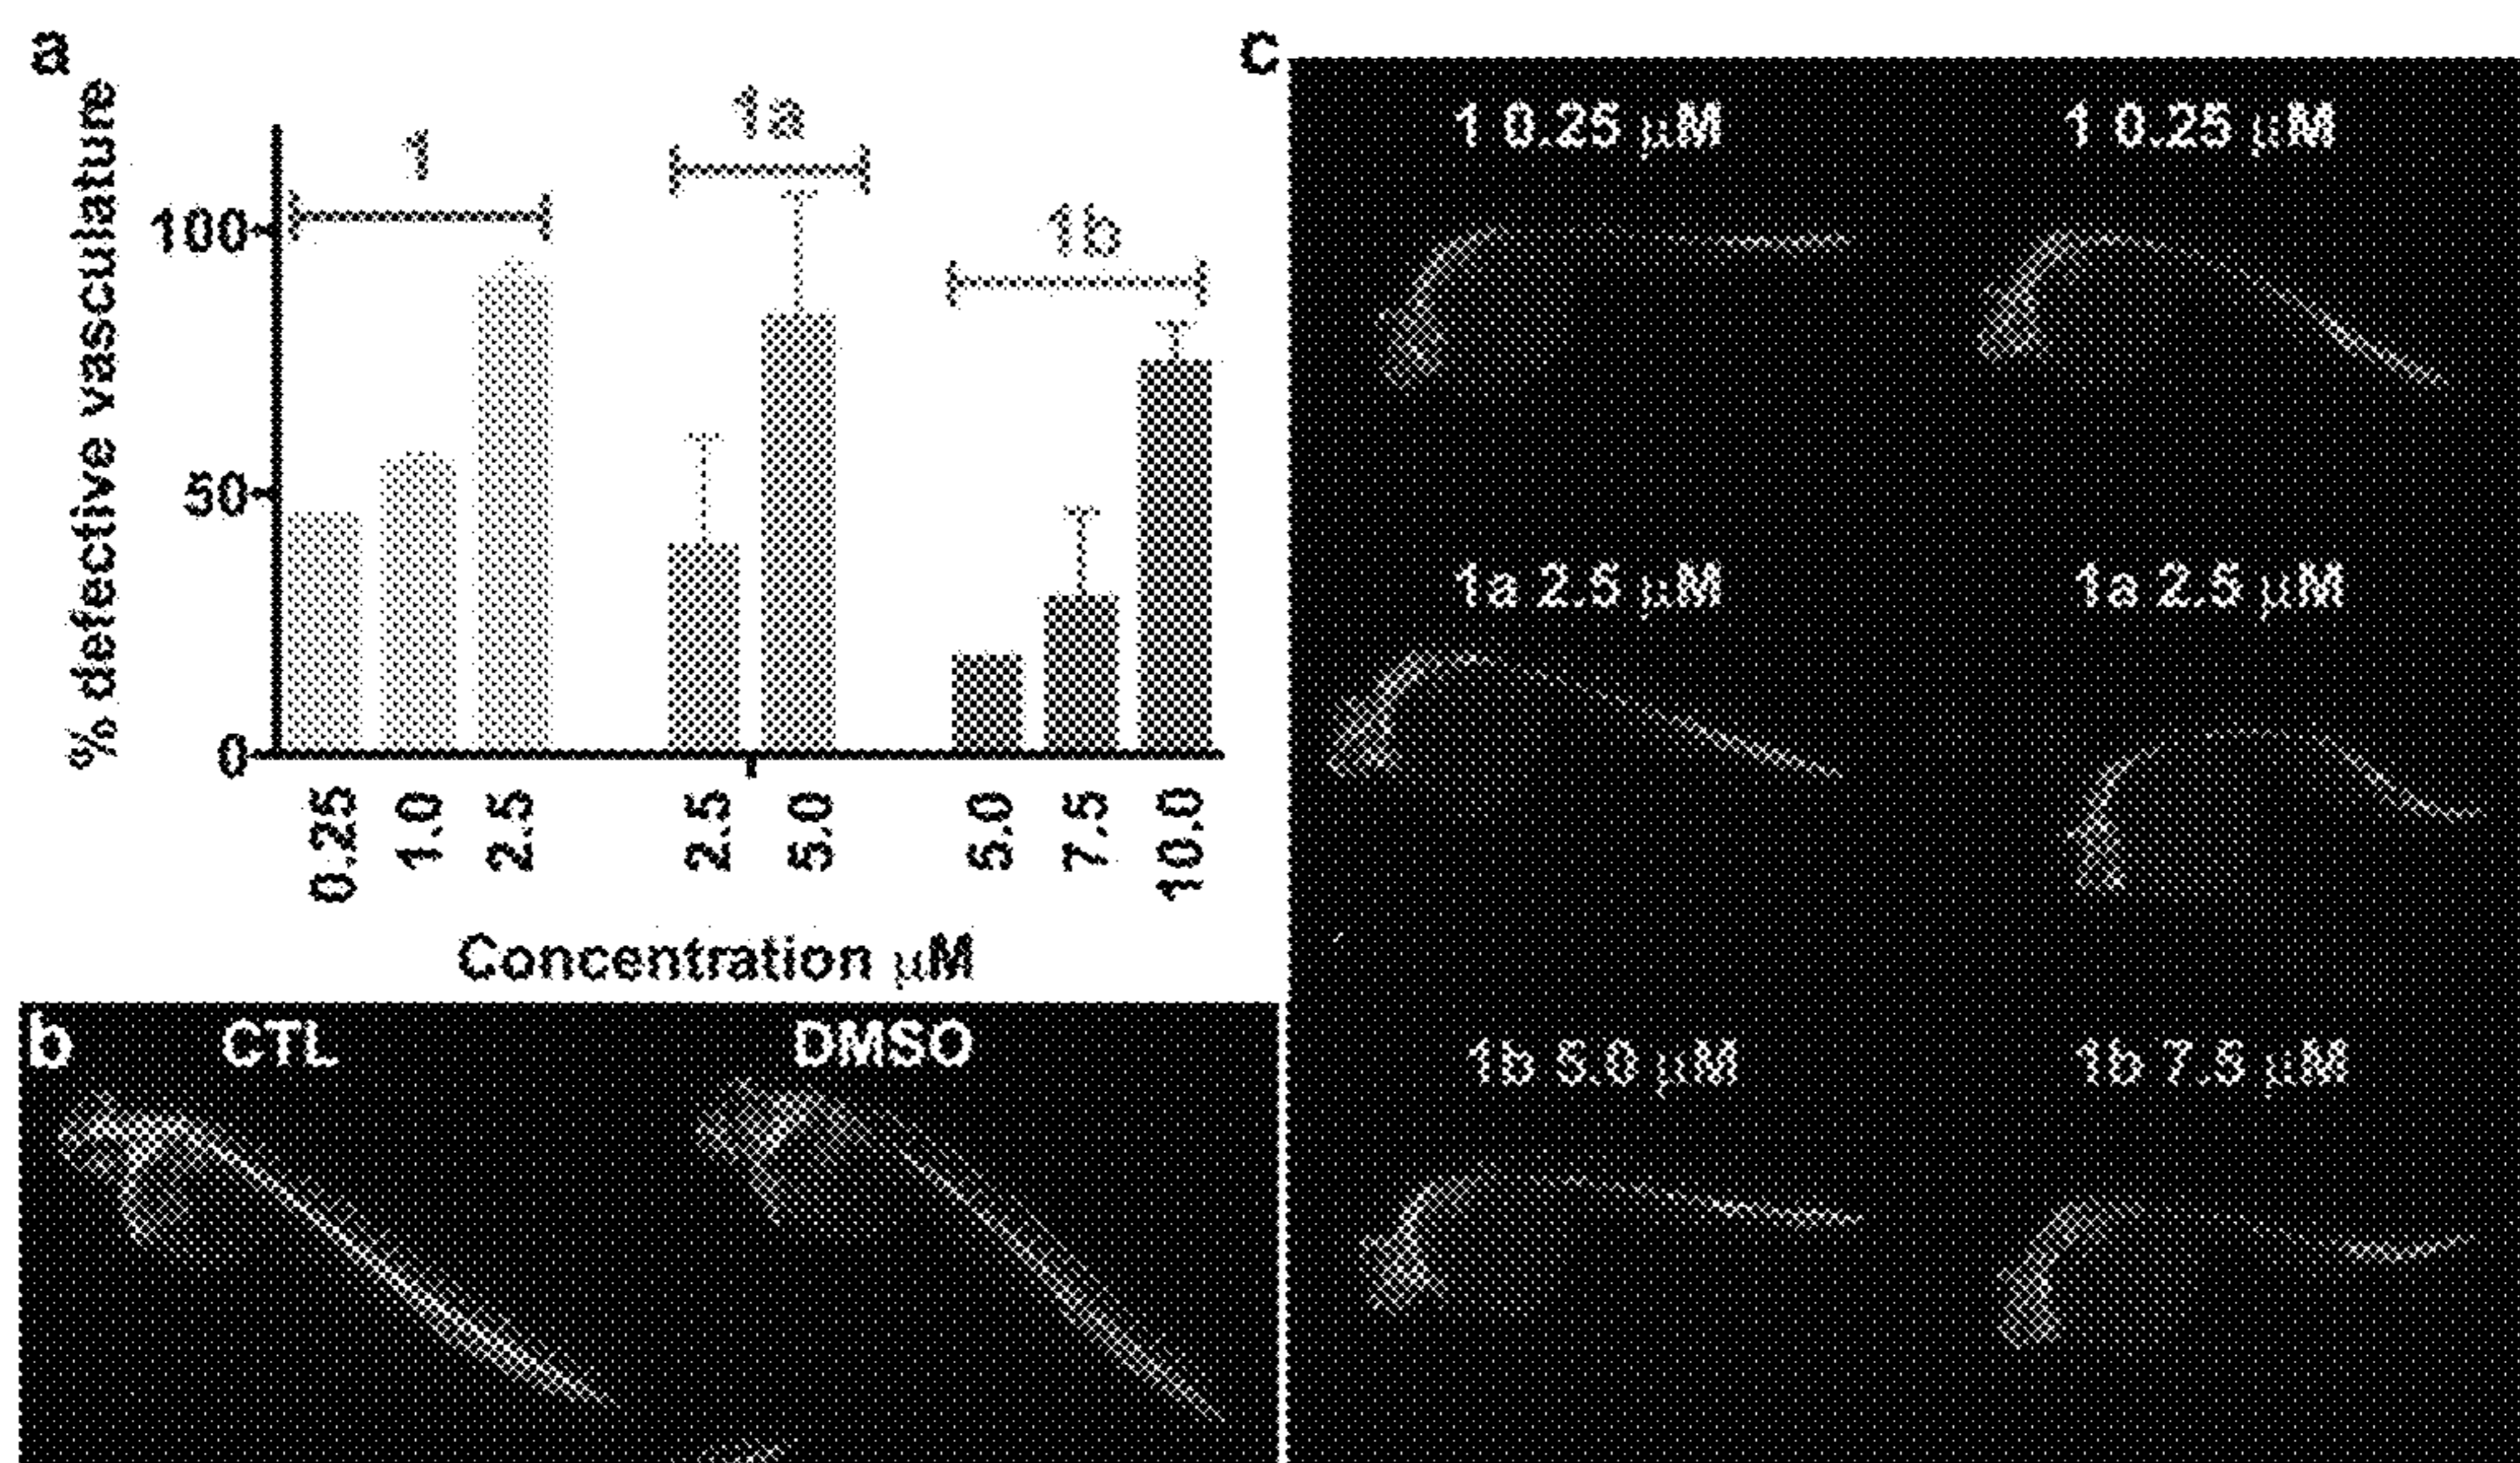 a
% defective vasculature
100
50
0
1
1a
1b
0.25
1.0
2.5
2.5
5.0
5.0
7.5
10.0
Concentration μM
b
CTL
DMSO
c
1 0.25 μM
1 0.25 μM
1a 2.5 μM
1a 2.5 μM
1b 5.0 μM
1b 7.5 μM